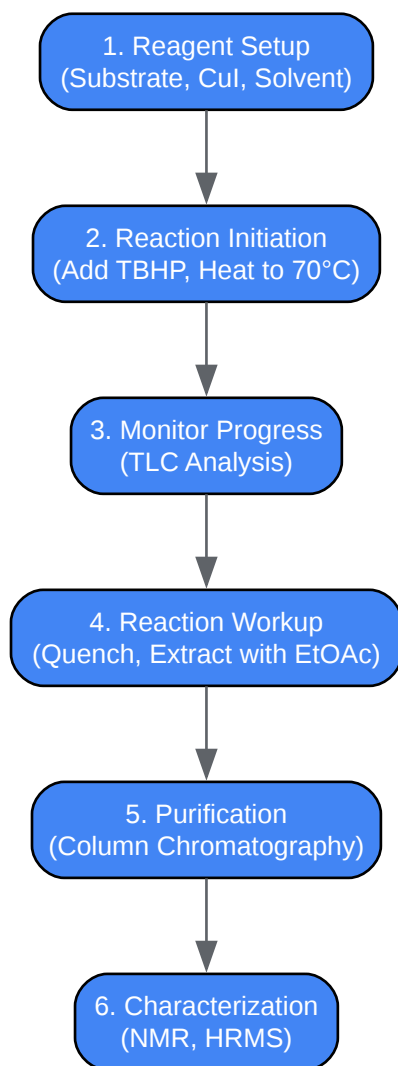 1. Reagent Setup
(Substrate, CuI, Solvent)
2. Reaction Initiation
(Add TBHP, Heat to 70°C)
3. Monitor Progress
(TLC Analysis)
4. Reaction Workup
(Quench, Extract with EtOAc)
5. Purification
(Column Chromatography)
6. Characterization
(NMR, HRMS)